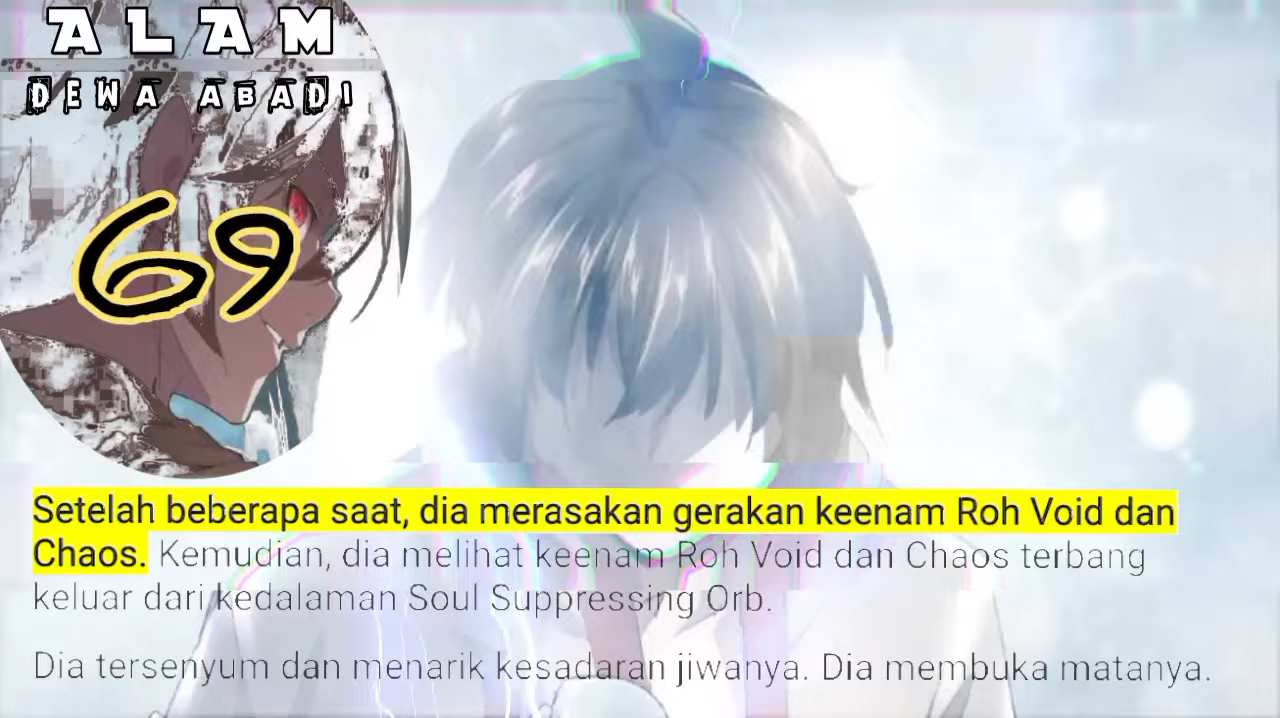 ALAM
DEWA ABADI
69
Setelah beberapa saat, dia merasakan gerakan keenam Roh Void dan
Chaos. Kemudian, dia melihat keenam Roh Void dan Chaos terbang
keluar dari kedalaman Soul Suppressing Orb.
Dia tersenyum dan menarik kesadaran jiwanya. Dia membuka matanya.